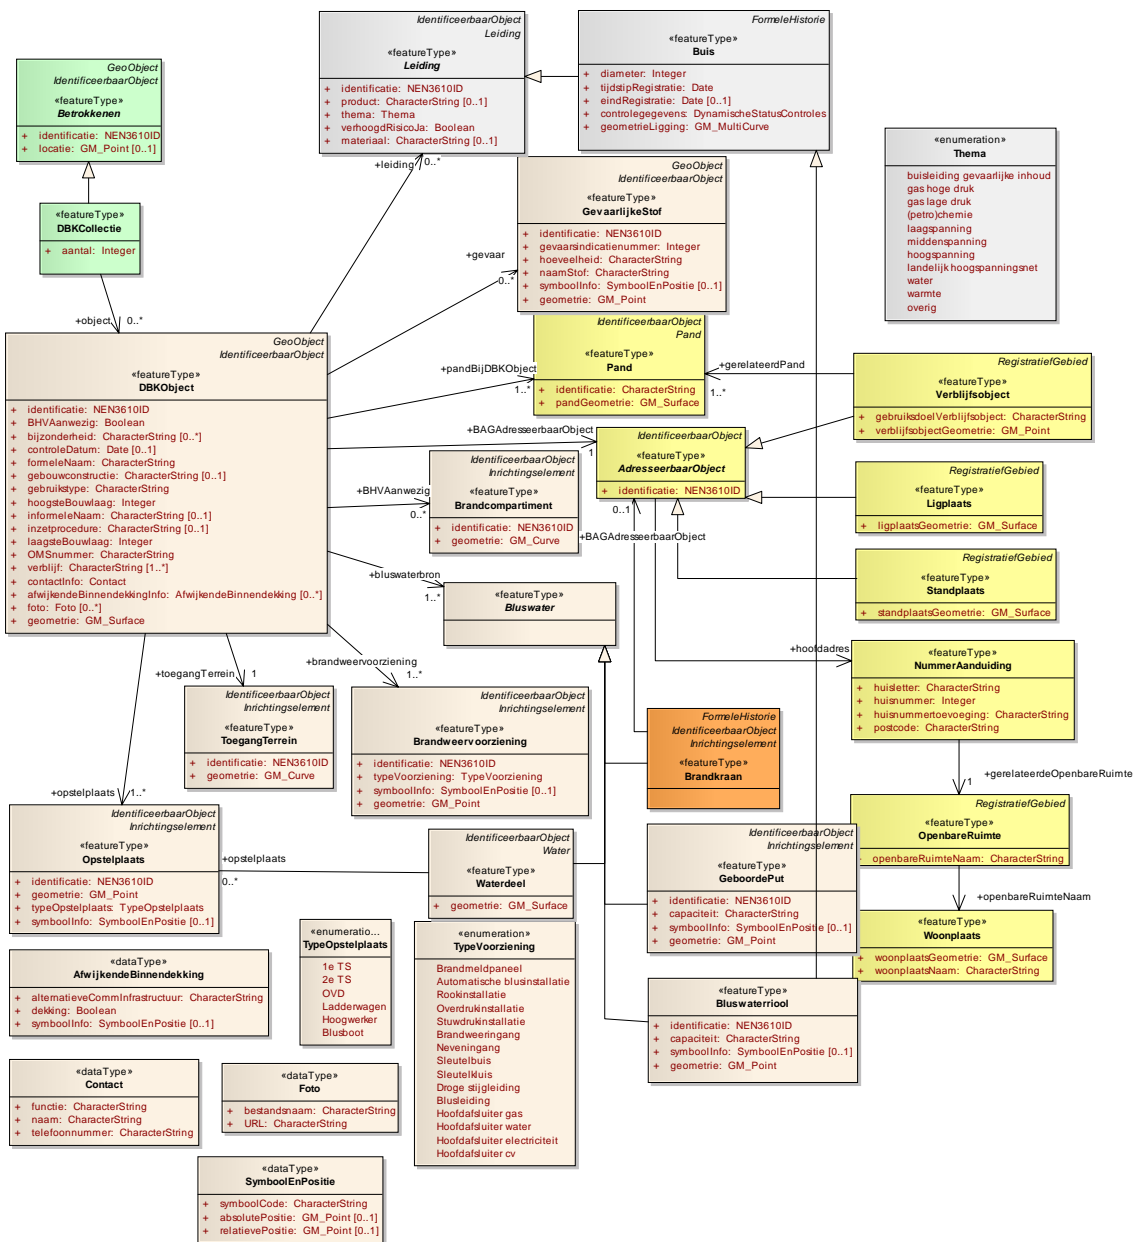 IdentificeerbaarObject
Leiding
«featureType»
Leiding
+ identificatie: NEN3610ID
+ product: CharacterString [0..1]
+ thema: Thema
+ verhoogdRisicoJa: Boolean
+ materiaal: CharacterString [0..1]
FormeleHistorie
«featureType»
Buis
+ diameter: Integer
+ tijdstipRegistratie: Date
+ eindRegistratie: Date [0..1]
+ controlegegevens: DynamischeStatusControles
+ geometrieLigging: GM_MultiCurve
GeoObject
IdentificeerbaarObject
«featureType»
Betrokkenen
+ identificatie: NEN3610ID
+ locatie: GM_Point [0..1]
«enumeration»
Thema
buisleiding gevaarlijke inhoud
gas hoge druk
gas lage druk
(petro)chemie
laagspanning
middenspanning
hoogspanning
landelijk hoogspanningsnet
water
warmte
overig
+leiding
0..*
GeoObject
IdentificeerbaarObject
«featureType»
GevaarlijkeStof
+ identificatie: NEN3610ID
+ gevaarsindicatienummer: Integer
+ hoeveelheid: CharacterString
+ naamStof: CharacterString
+ symboolInfo: SymboolEnPositie [0..1]
+ geometrie: GM_Point
«featureType»
DBKCollectie
+ aantal: Integer
+gevaar
0..*
+object
0..*
GeoObject
IdentificeerbaarObject
«featureType»
DBKObject
+ identificatie: NEN3610ID
+ BHVAanwezig: Boolean
+ bijzonderheid: CharacterString [0..*]
+ controleDatum: Date [0..1]
+ formeleNaam: CharacterString
+ gebouwconstructie: CharacterString [0..1]
+ gebruikstype: CharacterString
+ hoogsteBouwlaag: Integer
+ informeleNaam: CharacterString [0..1]
+ inzetprocedure: CharacterString [0..1]
+ laagsteBouwlaag: Integer
+ OMSnummer: CharacterString
+ verblijf: CharacterString [1..*]
+ contactInfo: Contact
+ afwijkendeBinnendekkingInfo: AfwijkendeBinnendekking [0..*]
+ foto: Foto [0..*]
+ geometrie: GM_Surface
IdentificeerbaarObject
Pand
«featureType»
Pand
+ identificatie: CharacterString
+ pandGeometrie: GM_Surface
+pandBijDBKObject
1..*
+gerelateerdPand
1..*
RegistratiefGebied
«featureType»
Verblijfsobject
+ gebruiksdoelVerblijfsobject: CharacterString
+ verblijfsobjectGeometrie: GM_Point
+BAGAdresseerbaarObject
1
IdentificeerbaarObject
«featureType»
AdresseerbaarObject
+ identificatie: NEN3610ID
0..1
+BAGAdresseerbaarObject
IdentificeerbaarObject
Inrichtingselement
«featureType»
Brandcompartiment
+ identificatie: NEN3610ID
+ geometrie: GM_Curve
+BHVAanwezig
0..*
RegistratiefGebied
«featureType»
Ligplaats
+ ligplaatsGeometrie: GM_Surface
RegistratiefGebied
«featureType»
Standplaats
+ standplaatsGeometrie: GM_Surface
+bluswaterbron
1..*
«featureType»
Bluswater
+hoofdadres
«featureType»
NummerAanduiding
+ huisletter: CharacterString
+ huisnummer: Integer
+ huisnummertoevoeging: CharacterString
+ postcode: CharacterString
+toegangTerrein
1
+brandweervoorziening
1..*
IdentificeerbaarObject
Inrichtingselement
«featureType»
ToegangTerrein
+ identificatie: NEN3610ID
+ geometrie: GM_Curve
IdentificeerbaarObject
Inrichtingselement
«featureType»
Brandweervoorziening
+ identificatie: NEN3610ID
+ typeVoorziening: TypeVoorziening
+ symboolInfo: SymboolEnPositie [0..1]
+ geometrie: GM_Point
FormeleHistorie
IdentificeerbaarObject
Inrichtingselement
«featureType»
Brandkraan
+gerelateerdeOpenbareRuimte
1
RegistratiefGebied
«featureType»
OpenbareRuimte
+ openbareRuimteNaam: CharacterString
+opstelplaats
1..*
IdentificeerbaarObject
Inrichtingselement
«featureType»
Opstelplaats
+ identificatie: NEN3610ID
+ geometrie: GM_Point
+ typeOpstelplaats: TypeOpstelplaats
+ symboolInfo: SymboolEnPositie [0..1]
+opstelplaats
0..*
IdentificeerbaarObject
Water
«featureType»
Waterdeel
+ geometrie: GM_Surface
IdentificeerbaarObject
Inrichtingselement
«featureType»
GeboordePut
+ identificatie: NEN3610ID
+ capaciteit: CharacterString
+ symboolInfo: SymboolEnPositie [0..1]
+ geometrie: GM_Point
+openbareRuimteNaam
«featureType»
Woonplaats
+ woonplaatsGeometrie: GM_Surface
+ woonplaatsNaam: CharacterString
«dataType»
AfwijkendeBinnendekking
+ alternatieveCommInfrastructuur: CharacterString
+ dekking: Boolean
+ symboolInfo: SymboolEnPositie [0..1]
«enumeratio...
TypeOpstelplaats
1e TS
2e TS
OVD
Ladderwagen
Hoogwerker
Blusboot
«enumeration»
TypeVoorziening
Brandmeldpaneel
Automatische blusinstallatie
Rookinstallatie
Overdrukinstallatie
Stuwdrukinstallatie
Brandweeringang
Neveningang
Sleutelbuis
Sleutelkluis
Droge stijgleiding
Blusleiding
Hoofdafsluiter gas
Hoofdafsluiter water
Hoofdafsluiter electriciteit
Hoofdafsluiter cv
«featureType»
Bluswaterriool
+ identificatie: NEN3610ID
+ capaciteit: CharacterString
+ symboolInfo: SymboolEnPositie [0..1]
+ geometrie: GM_Point
«dataType»
Contact
+ functie: CharacterString
+ naam: CharacterString
+ telefoonnummer: CharacterString
«dataType»
Foto
+ bestandsnaam: CharacterString
+ URL: CharacterString
«dataType»
SymboolEnPositie
+ symboolCode: CharacterString
+ absolutePositie: GM_Point [0..1]
+ relatievePositie: GM_Point [0..1]